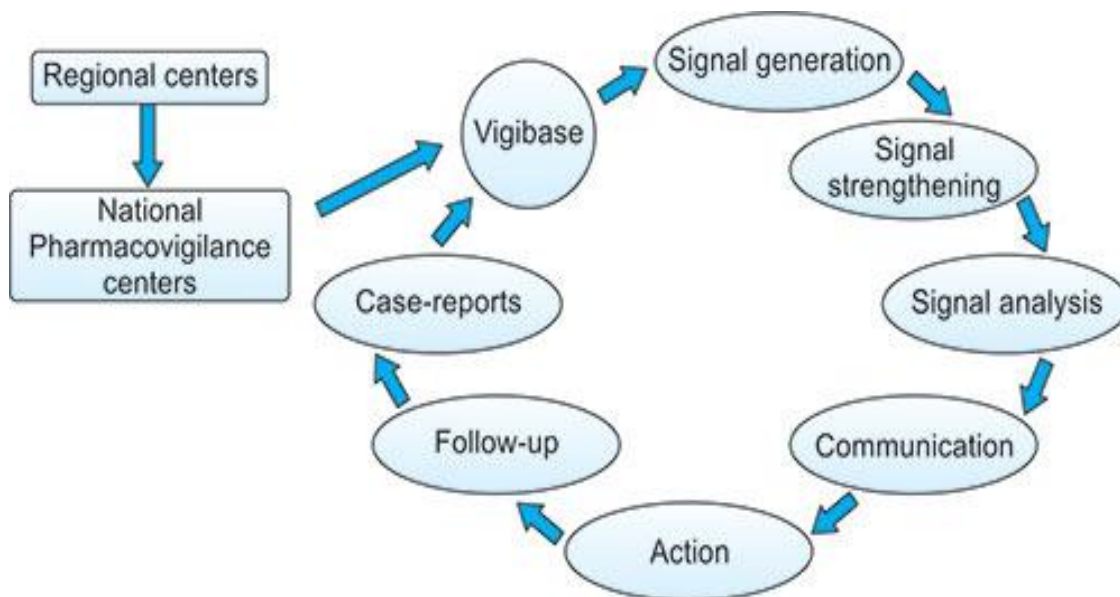 Regional centers
National
Pharmacovigilance
centers
Vigibase
Signal generation
Signal
strengthening
Signal analysis
Communication
Action
Follow-up
Case-reports